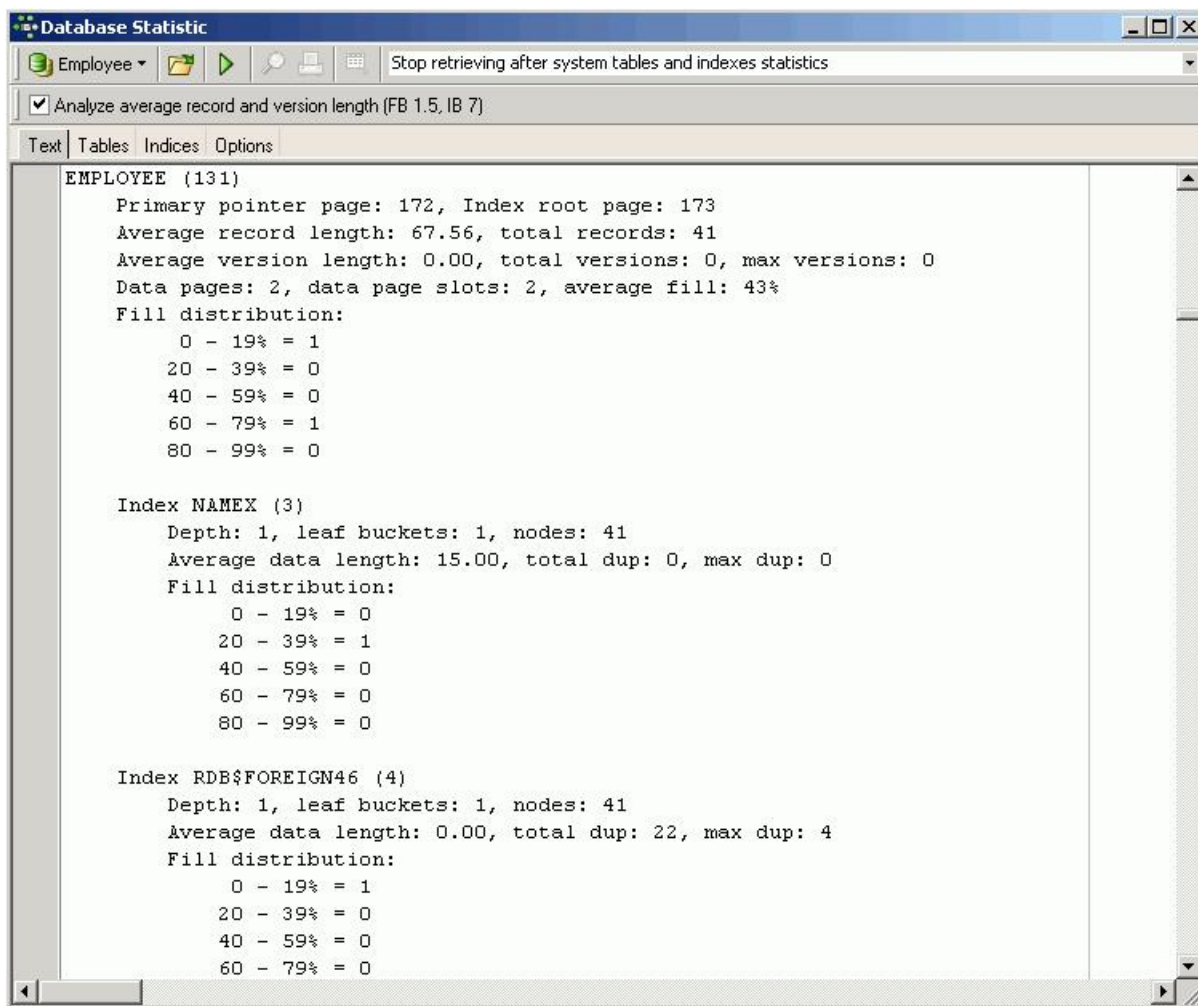 Database Statistic
Employee Stop retrieving after system tables and indexes statistics
Analyze average record and version length (FB 1.5, IB 7)
Text Tables Indices Options
EMPLOYEE (131)
Primary pointer page: 172, Index root page: 173
Average record length: 67.56, total records: 41
Average version length: 0.00, total versions: 0, max versions: 0
Data pages: 2, data page slots: 2, average fill: 43%
Fill distribution:
0 - 19% = 1
20 - 39% = 0
40 - 59% = 0
60 - 79% = 1
80 - 99% = 0
Index NAMEX (3)
Depth: 1, leaf buckets: 1, nodes: 41
Average data length: 15.00, total dup: 0, max dup: 0
Fill distribution:
0 - 19% = 0
20 - 39% = 1
40 - 59% = 0
60 - 79% = 0
80 - 99% = 0
Index RDB$FOREIGN46 (4)
Depth: 1, leaf buckets: 1, nodes: 41
Average data length: 0.00, total dup: 22, max dup: 4
Fill distribution:
0 - 19% = 1
20 - 39% = 0
40 - 59% = 0
60 - 79% = 0